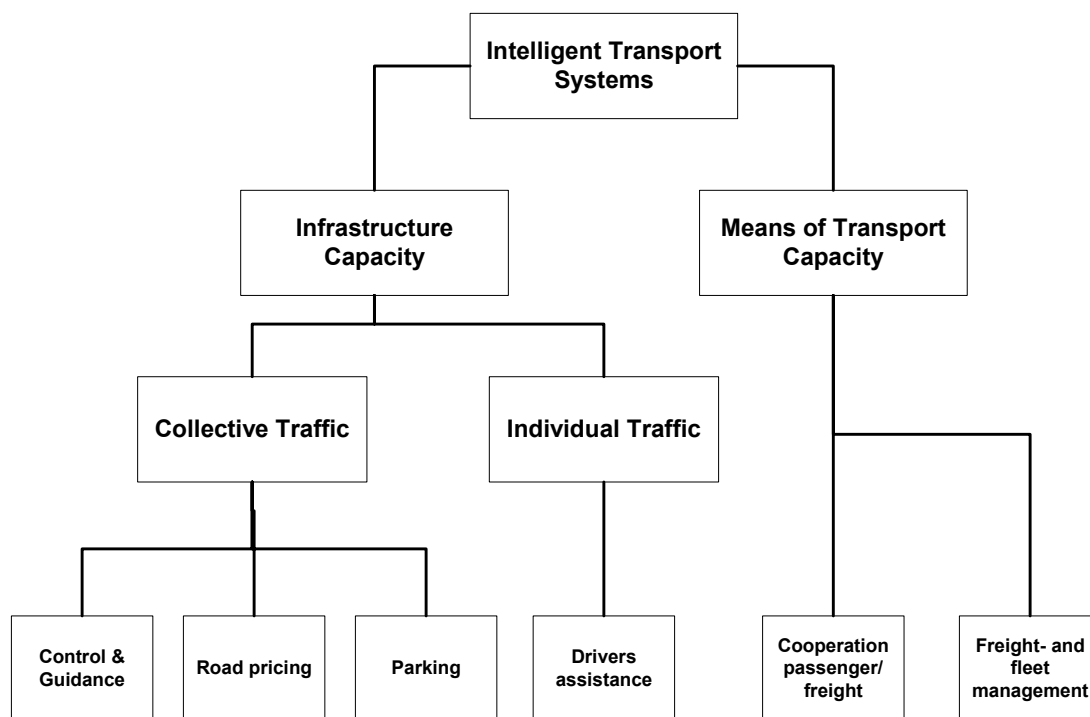 Intelligent Transport
Systems
Infrastructure
Capacity
Means of Transport
Capacity
Collective Traffic
Individual Traffic
Control &
Guidance
Road pricing
Parking
Drivers
assistance
Cooperation
passenger/
freight
Freight- and
fleet
management